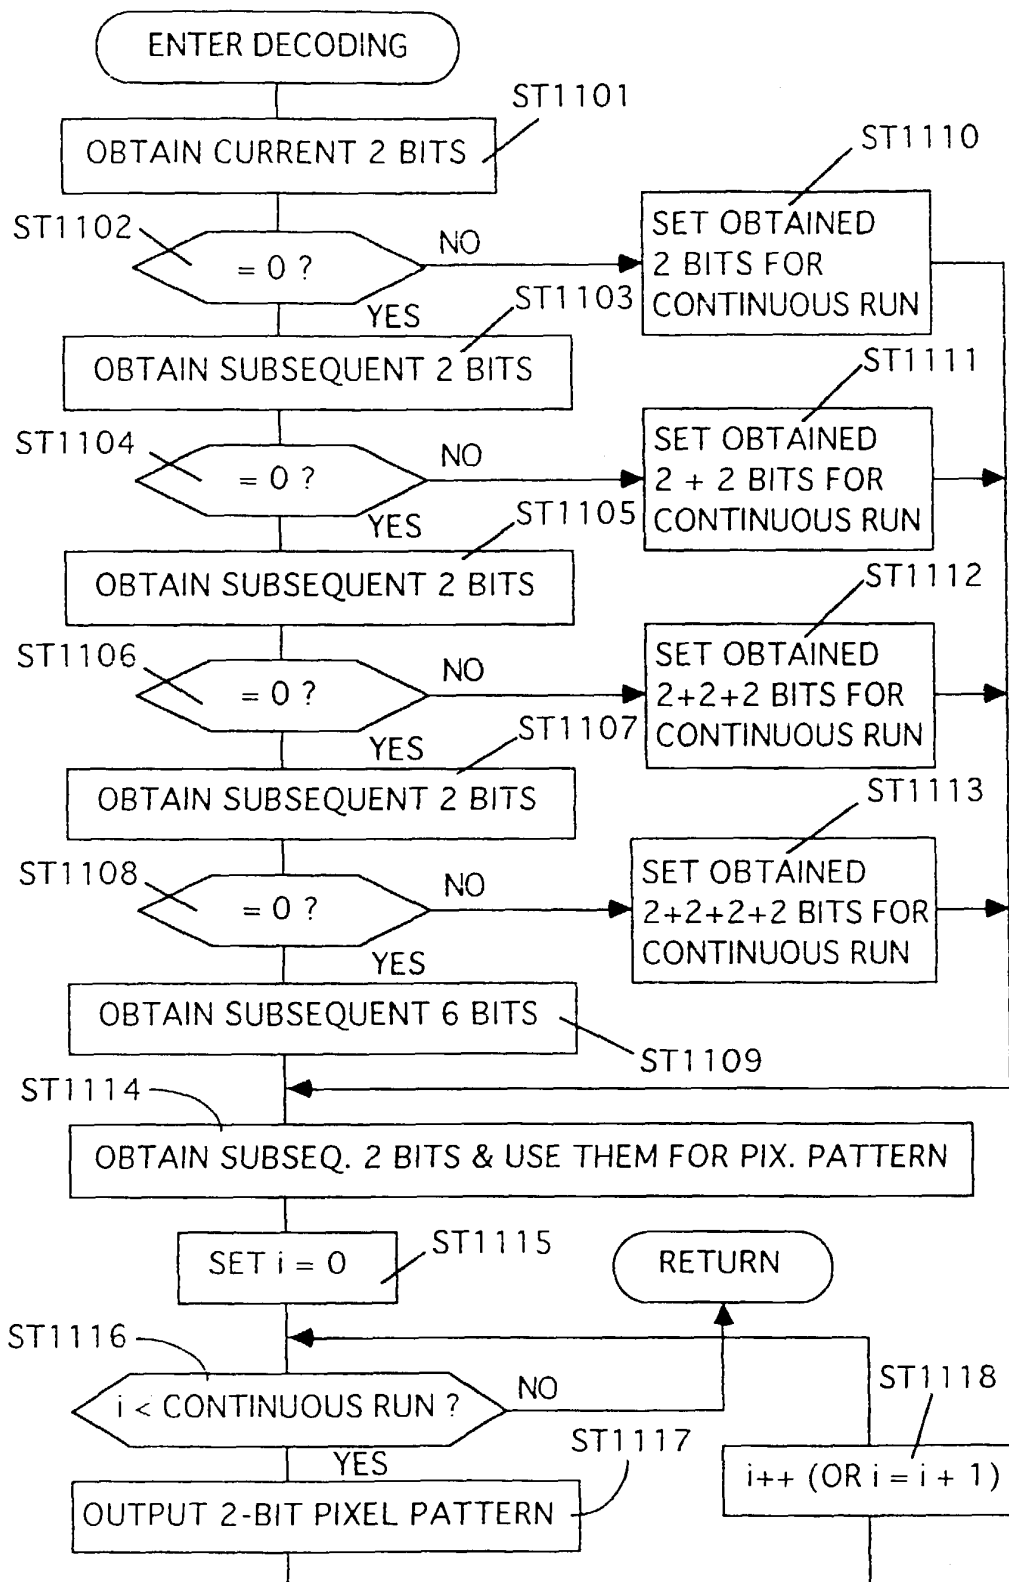 ENTER DECODING
ST1101
OBTAIN CURRENT 2 BITS
ST1110
ST1102
= 0 ?
NO
YES
SET OBTAINED
2 BITS FOR
CONTINUOUS RUN
ST1103
OBTAIN SUBSEQUENT 2 BITS
ST1111
ST1104
= 0 ?
NO
YES
SET OBTAINED
2 + 2 BITS FOR
CONTINUOUS RUN
ST1105
OBTAIN SUBSEQUENT 2 BITS
ST1112
ST1106
= 0 ?
NO
YES
SET OBTAINED
2+2+2 BITS FOR
CONTINUOUS RUN
ST1107
OBTAIN SUBSEQUENT 2 BITS
ST1113
ST1108
= 0 ?
NO
YES
SET OBTAINED
2+2+2+2 BITS FOR
CONTINUOUS RUN
OBTAIN SUBSEQUENT 6 BITS
ST1109
ST1114
OBTAIN SUBSEQ. 2 BITS & USE THEM FOR PIX. PATTERN
SET i = 0
ST1115
RETURN
ST1116
i < CONTINUOUS RUN ?
NO
YES
ST1118
i++ (OR i = i + 1)
ST1117
OUTPUT 2-BIT PIXEL PATTERN